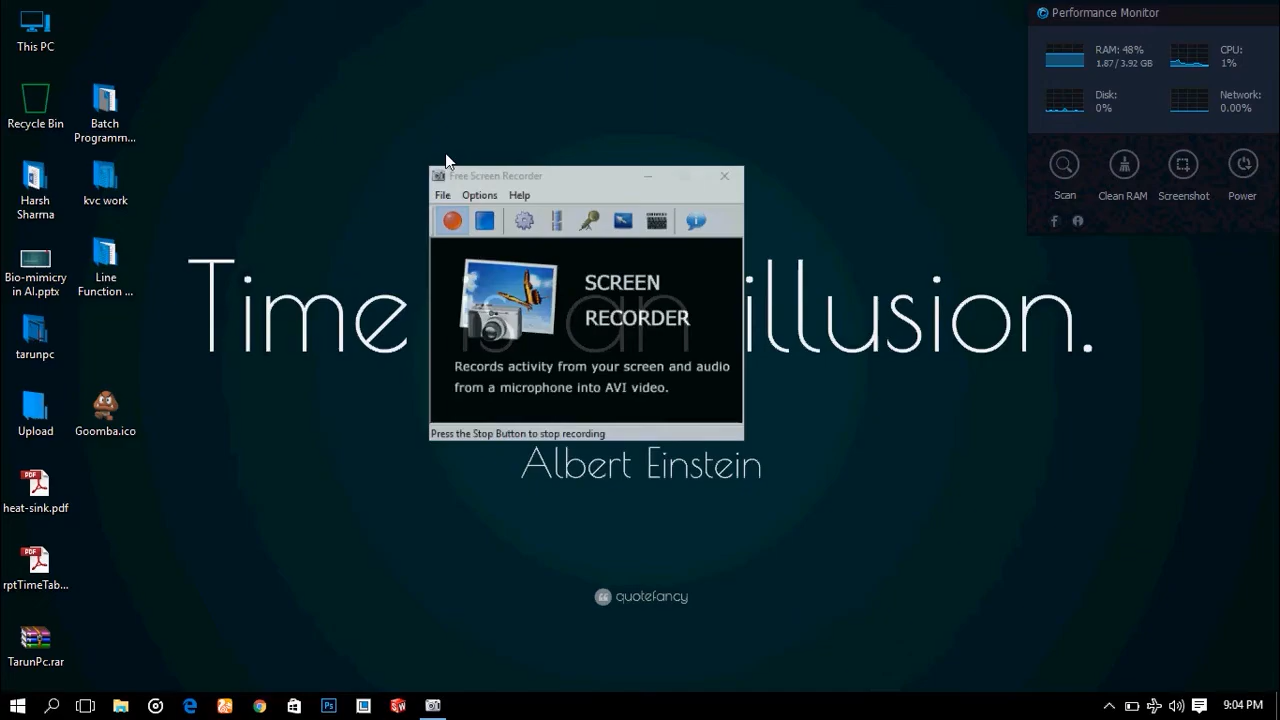 This PC
Recycle Bin
Batch
Programm...
Harsh
Sharma
kvc work
Bio-mimicry
in AI.pptx
Line
Function ...
tarunpc
Upload
Goomba.ico
heat-sink.pdf
rptTimeTab...
TarunPc.rar
Free Screen Recorder
File Options Help
SCREEN
RECORDER
Records activity from your screen and audio
from a microphone into AVI video.
Press the Stop Button to stop recording
Time is an illusion.
Albert Einstein
quotefancy
Performance Monitor
RAM: 48%
1.87 / 3.92 GB
CPU:
1%
Disk:
0%
Network:
0.00%
Scan Clean RAM Screenshot Power
9:04 PM